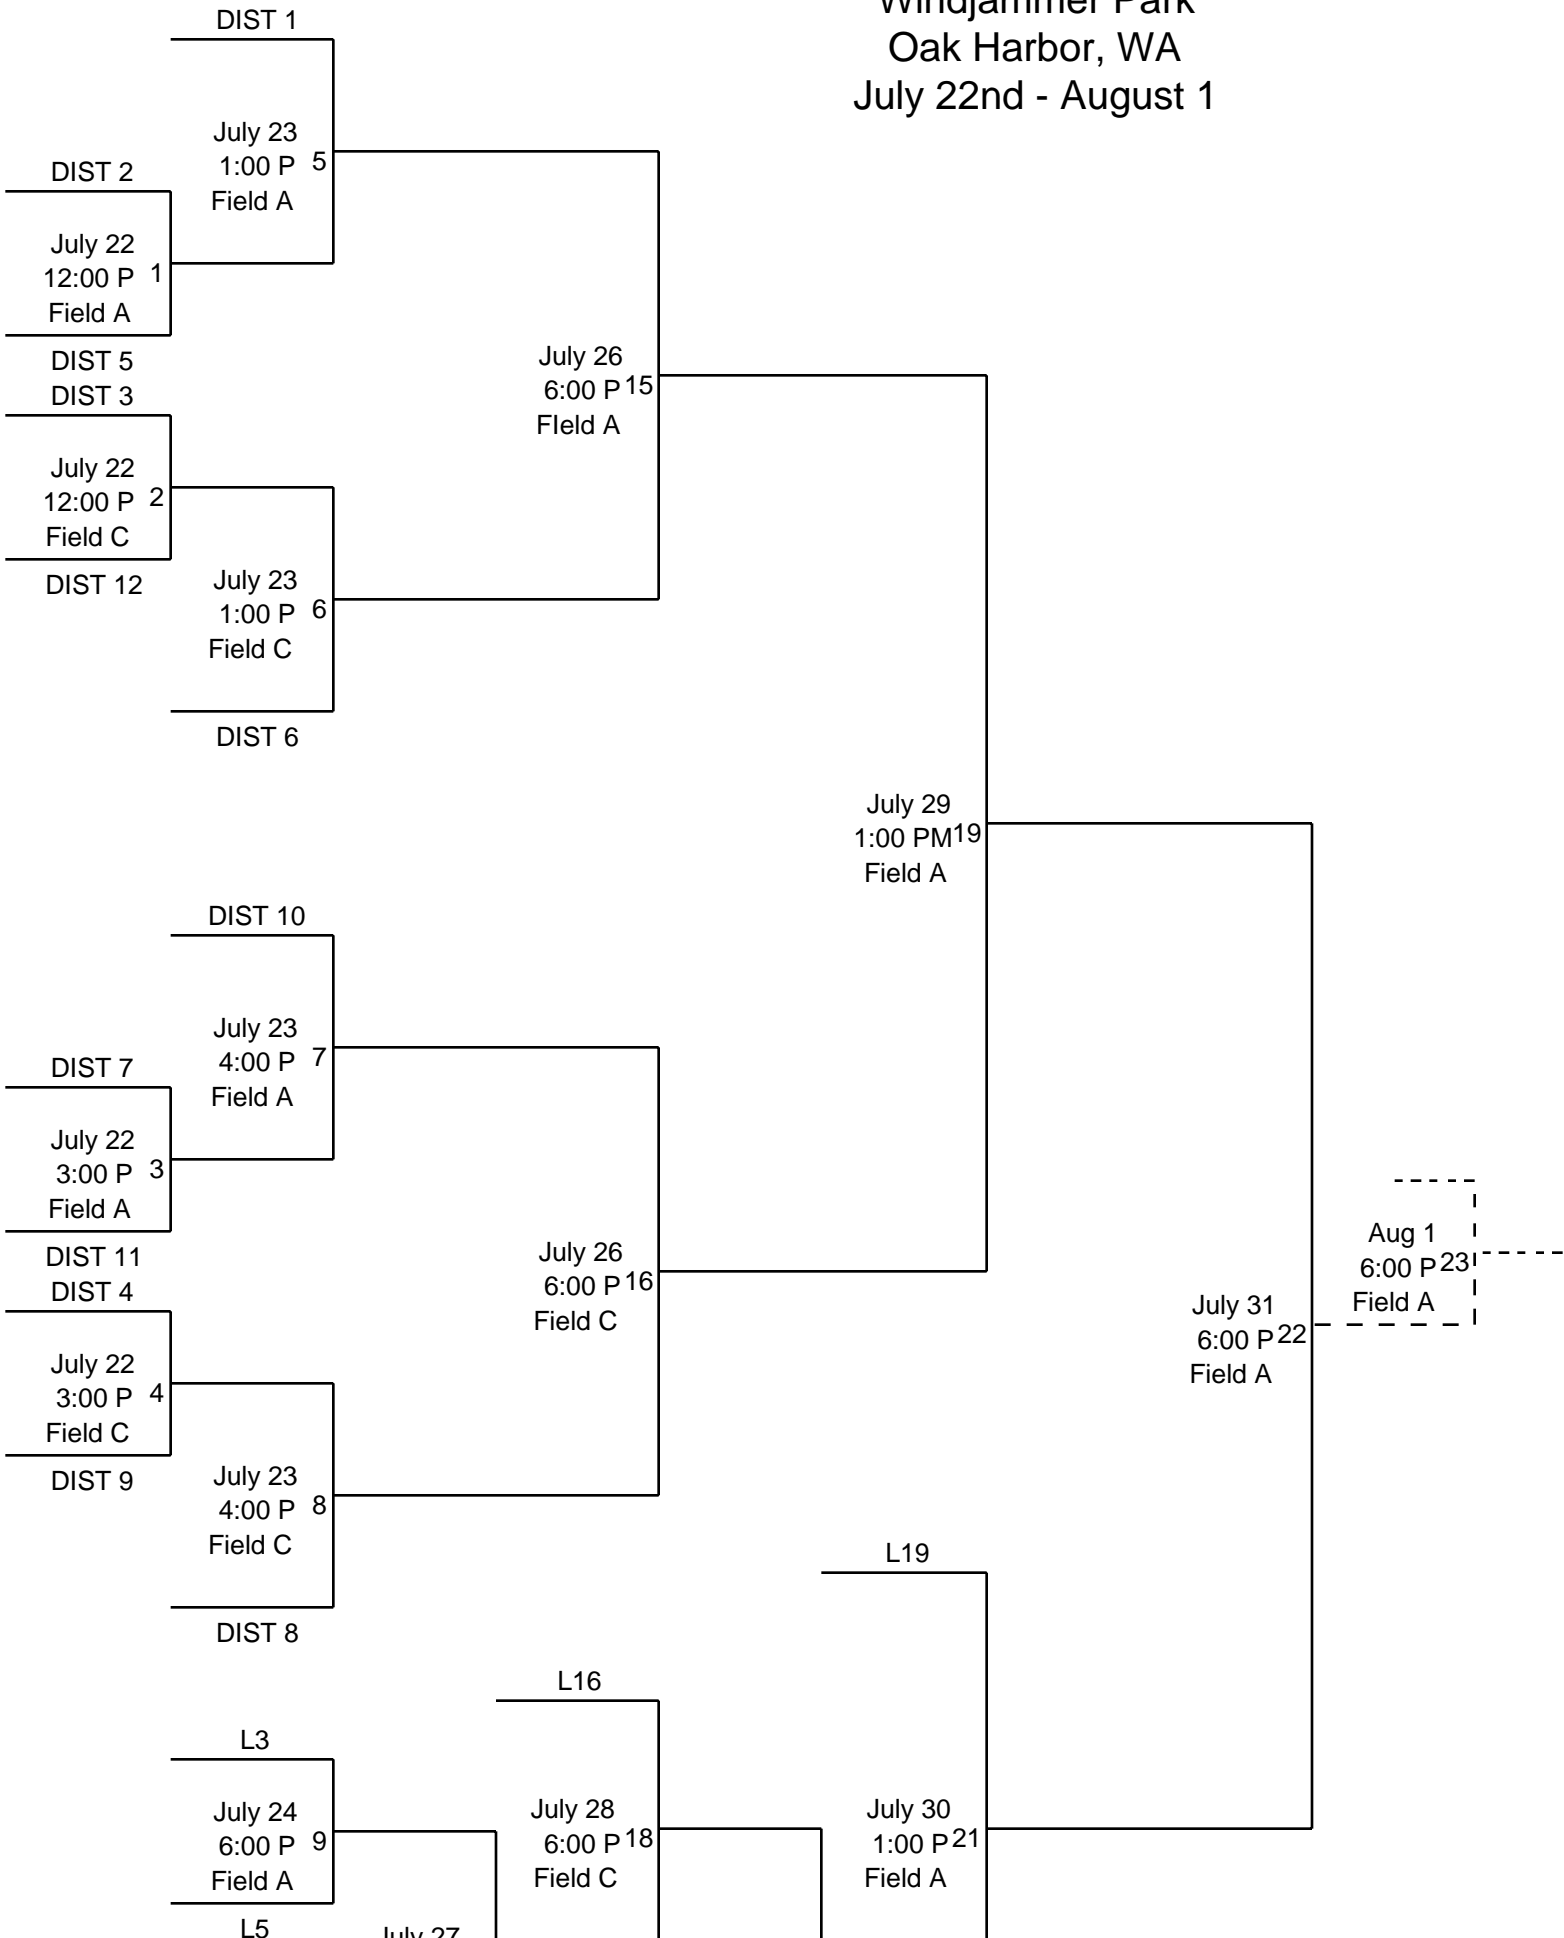 Windjammer Park
Oak Harbor, WA
July 22nd - August 1
DIST 1
July 23
1:00 P 5
Field A
DIST 2
July 22
12:00 P 1
Field A
DIST 5
DIST 3
July 22
12:00 P 2
Field C
DIST 12
July 23
1:00 P 6
Field C
DIST 6
July 26
6:00 P 15
FIeld A
July 29
1:00 PM 19
Field A
DIST 10
July 23
4:00 P 7
Field A
DIST 7
July 22
3:00 P 3
Field A
DIST 11
DIST 4
July 22
3:00 P 4
Field C
DIST 9
July 23
4:00 P 8
Field C
DIST 8
July 26
6:00 P 16
Field C
July 31
6:00 P 22
Field A
Aug 1
6:00 P 23
Field A
L19
L16
L3
July 24
6:00 P 9
Field A
L5
July 28
6:00 P 18
Field C
July 30
1:00 P 21
Field A
July 27